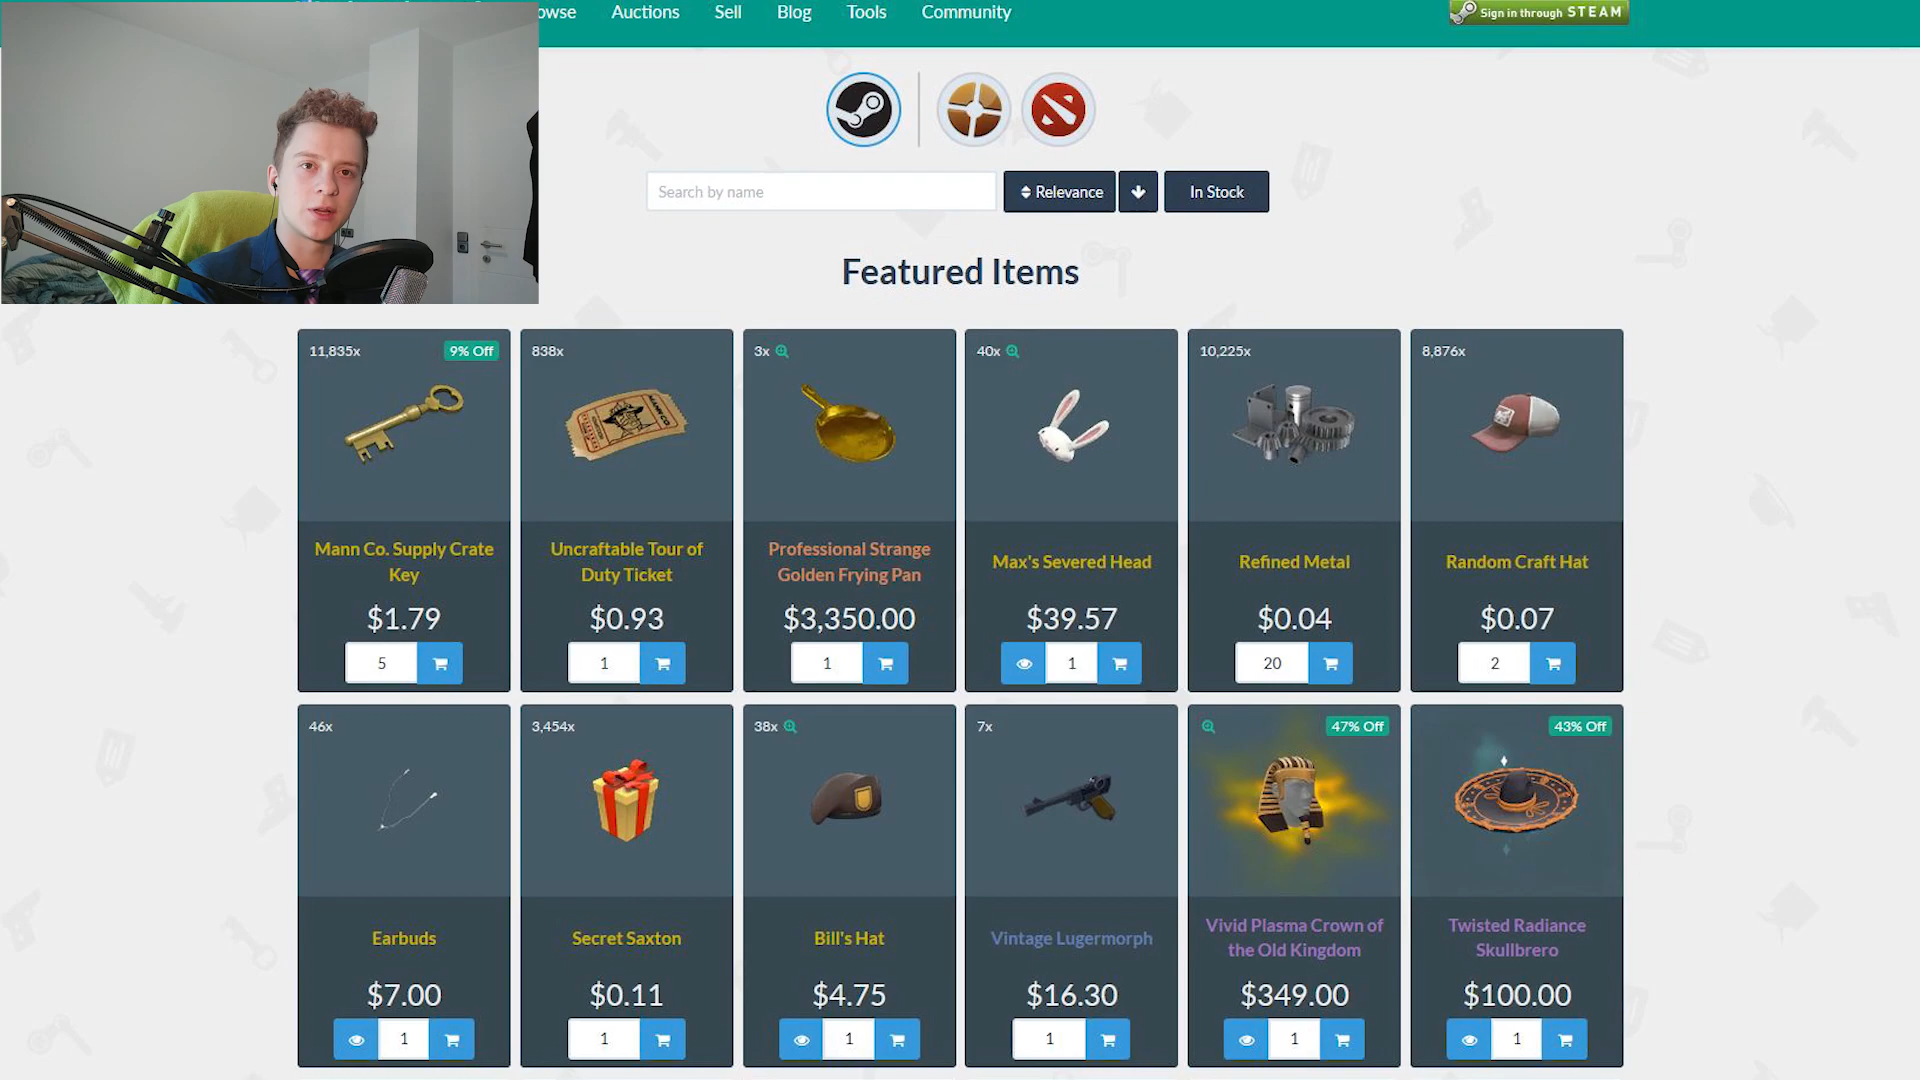 owse Auctions Sell Blog Tools Community Sign in through STEAM
Search by name Relevance In Stock
Featured Items
11,835x 9% Off 838x 3x 40x 10,225x 8,876x
MANN CO.
Mann Co. Supply Crate Key
Uncraftable Tour of Duty Ticket
Professional Strange Golden Frying Pan
Max's Severed Head
Refined Metal
Random Craft Hat
$1.79 $0.93 $3,350.00 $39.57 $0.04 $0.07
5 1 1 1 20 2
46x 3,454x 38x 7x 47% Off 43% Off
Earbuds
Secret Saxton
Bill's Hat
Vintage Lugermorph
Vivid Plasma Crown of the Old Kingdom
Twisted Radiance Skullbrero
$7.00 $0.11 $4.75 $16.30 $349.00 $100.00
1 1 1 1 1 1